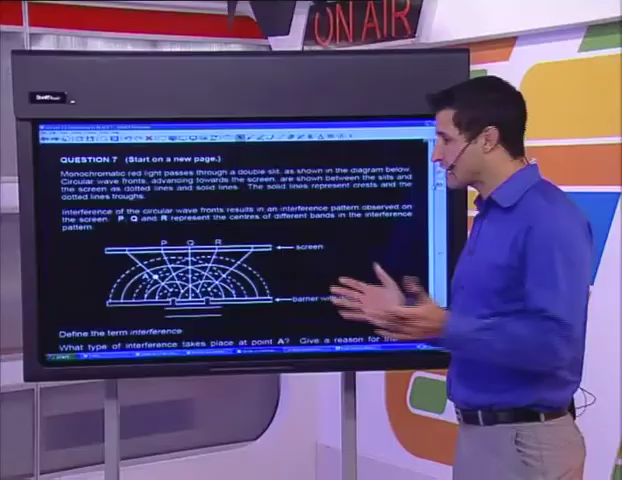 ON AIR
QUESTION 7 (Start on a new page.)
Monochromatic red light passes through a double slit, as shown in the diagram below.
Circular wave fronts, advancing towards the screen, are shown between the slits and
the screen as dotted lines and solid lines. The solid lines represent crests and the
dotted lines troughs.
Interference of the circular wave fronts results in an interference pattern observed on
the screen. P, Q and R represent the centres of different bands in the interference
pattern.
P Q R
screen
A
barrier with
Define the term interference
What type of interference takes place at point A? Give a reason for